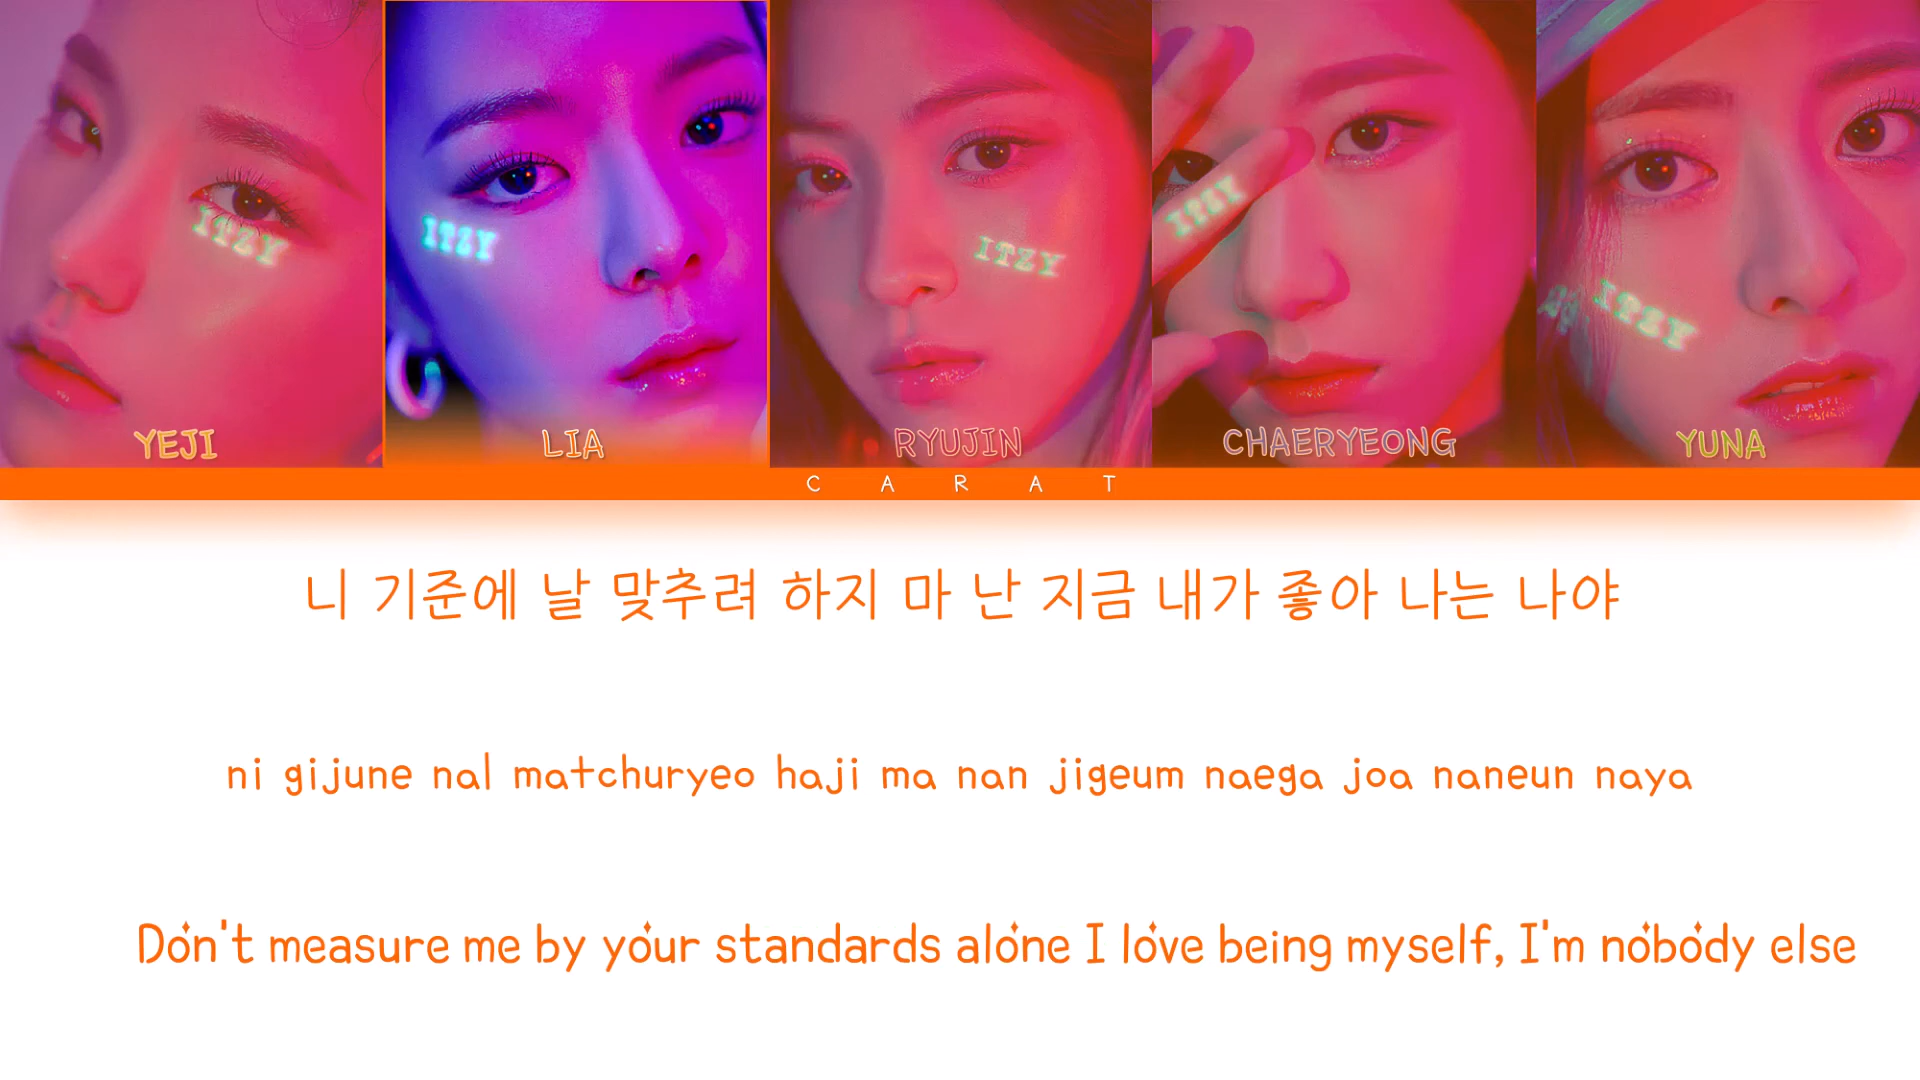 ITZY
ITZY
ITZY
ITZY
ITZY
YEJI
LIA
RYUJIN
CHAERYEONG
YUNA
C A R A T
니 기준에 날 맞추려 하지 마 난 지금 내가 좋아 나는 나야
ni gijune nal matchuryeo haji ma nan jigeum naega joa naneun naya
Don't measure me by your standards alone I love being myself, I'm nobody else